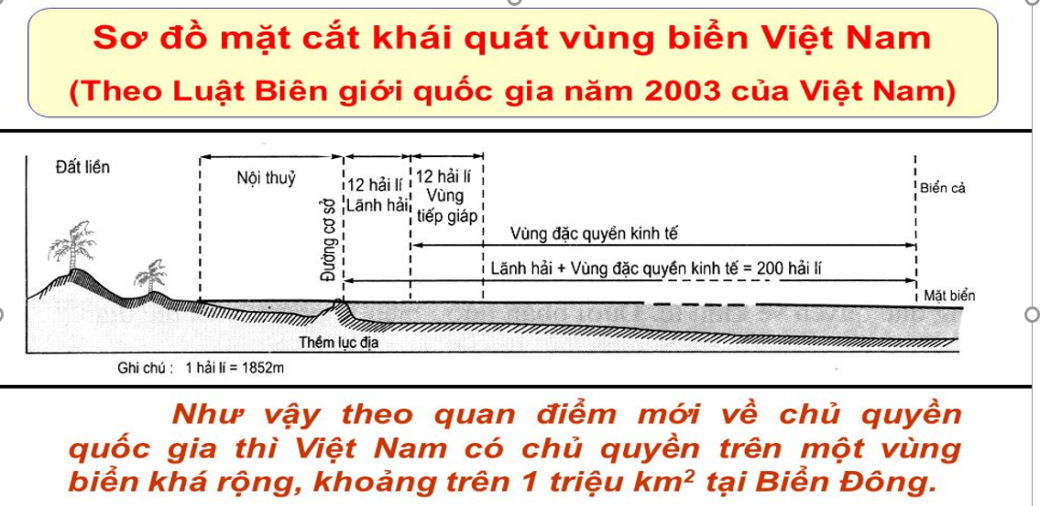 Sơ đồ mặt cắt khái quát vùng biển Việt Nam
(Theo Luật Biên giới quốc gia năm 2003 của Việt Nam)
Đất liền
Nội thuỷ
Đường cơ sở
12 hải lí
Lãnh hải
12 hải lí
Vùng
tiếp giáp
Biển cả
Vùng đặc quyền kinh tế
Lãnh hải + Vùng đặc quyền kinh tế = 200 hải lí
Mặt biển
Thềm lục địa
Ghi chú : 1 hải lí = 1852m
Như vậy theo quan điểm mới về chủ quyền
quốc gia thì Việt Nam có chủ quyền trên một vùng
biển khá rộng, khoảng trên 1 triệu km² tại Biển Đông.